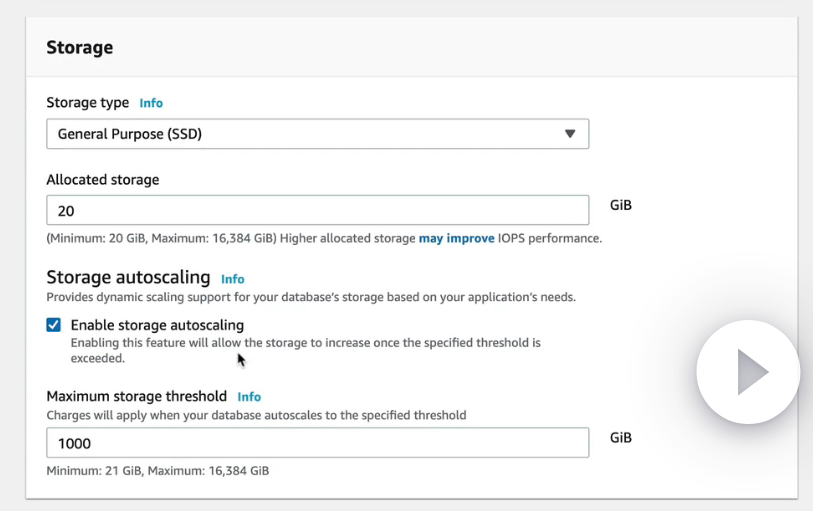 Storage
Storage type Info
General Purpose (SSD)
Allocated storage
20
GiB
(Minimum: 20 GiB, Maximum: 16,384 GiB) Higher allocated storage may improve IOPS performance.
Storage autoscaling Info
Provides dynamic scaling support for your database's storage based on your application's needs.
Enable storage autoscaling
Enabling this feature will allow the storage to increase once the specified threshold is
exceeded.
Maximum storage threshold Info
Charges will apply when your database autoscales to the specified threshold
1000
GiB
Minimum: 21 GiB, Maximum: 16,384 GiB